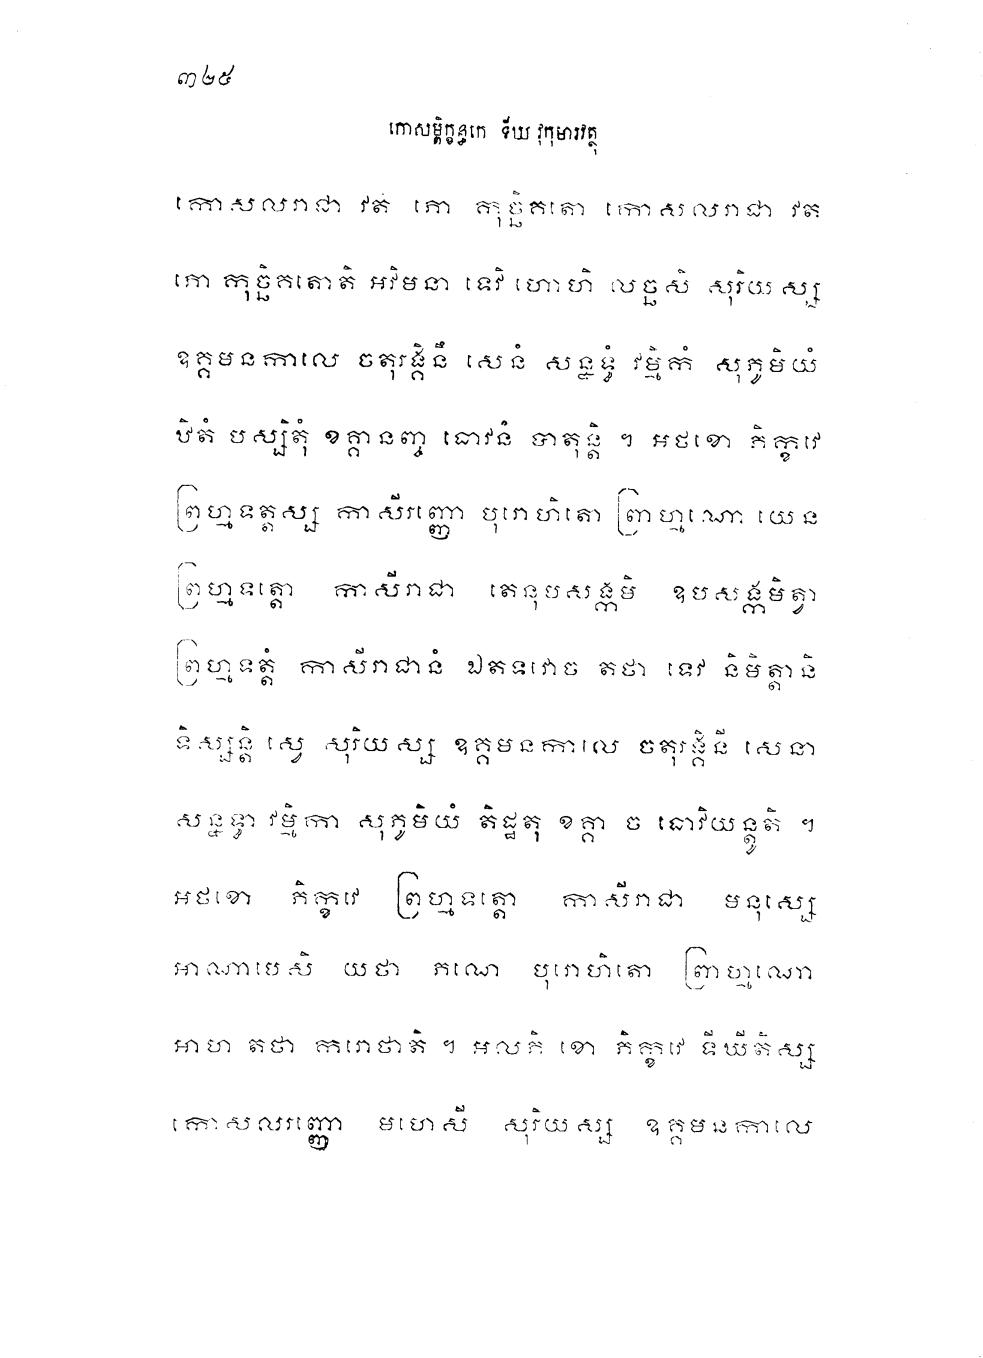 ៣២៥
កោសម្ពិក្ខន្ធកេ ទីឃាវុកុមារវត្ថុ
កោសលរាជា វត ភោ កុច្ឆិគតោ កោសលរាជា វត
ភោ កុច្ឆិគតោតិ អវិមនា ទេវិ ហោហិ លច្ឆសិ សុរិយស្ស
ឧគ្គមនកាលេ ចតុរង្គិនឹ សេនំ សន្នទ្ធំ វម្មិកំ សុភូមិយំ
ឋិតំ បស្សិតុំ ខគ្គានញ្ច ធោវនំ បាតុន្តិ ។ អថខោ ភិក្ខវេ
ព្រហ្មទត្តស្ស កាសីរញ្ញោ បុរោហិតោ ព្រាហ្មណោ យេន
ព្រហ្មទត្តោ កាសីរាជា តេនុបសង្កមិ ឧបសង្កមិត្វា
ព្រហ្មទត្តំ កាសីរាជានំ ឯតទវោច តថា ទេវ និមិត្តានិ
ទិស្សន្តិ ស្វេ សុរិយស្ស ឧគ្គមនកាលេ ចតុរង្គិនី សេនា
សន្នទ្ធា វម្មិកា សុភូមិយំ តិដ្ឋតុ ខគ្គា ច ធោវិយន្តូតិ ។
អថខោ ភិក្ខវេ ព្រហ្មទត្តោ កាសីរាជា មនុស្សេ
អាណាបេសិ យថា ភណេ បុរោហិតោ ព្រាហ្មណោ
អាហ តថា ករោថាតិ ។ អលភិ ខោ ភិក្ខវេ ទីឃីតិស្ស
កោសលរញ្ញោ មហេសី សុរិយស្ស ឧគ្គមនកាលេ